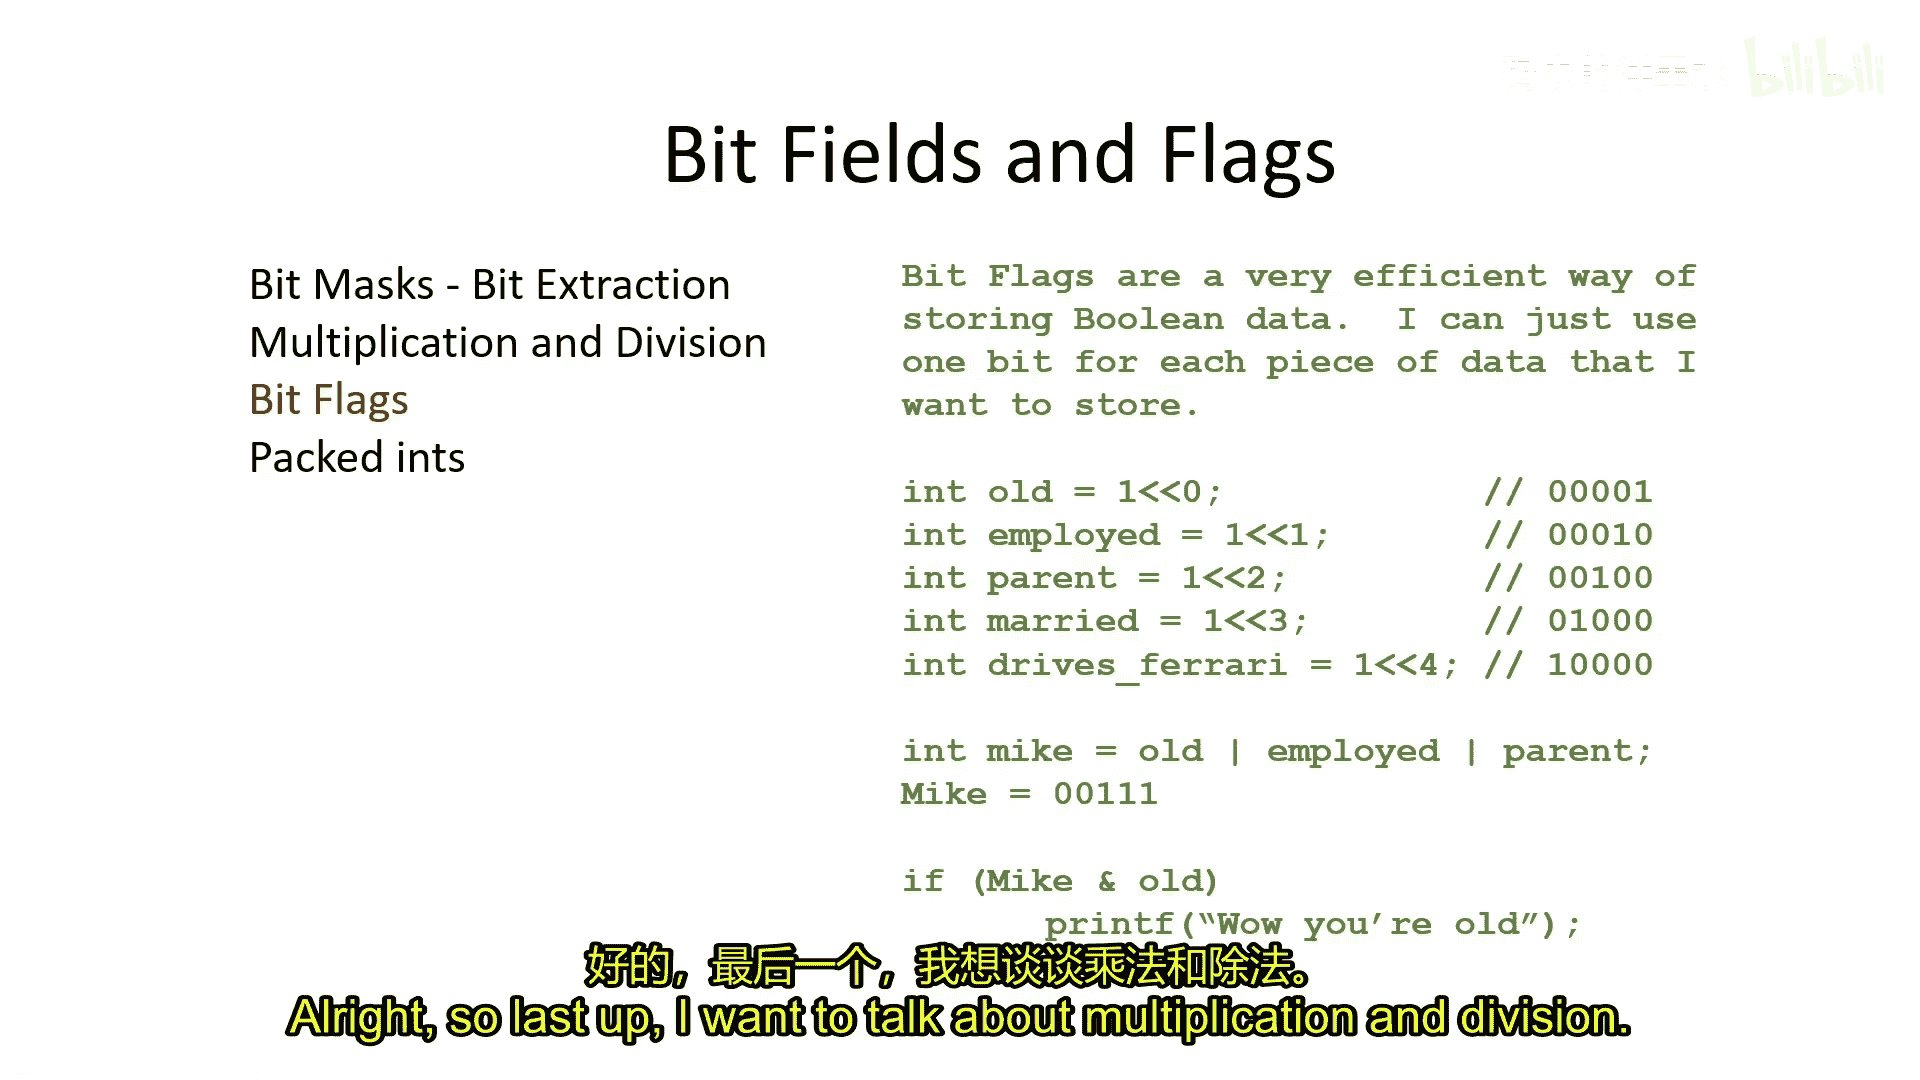 bilibili
Bit Fields and Flags
Bit Masks - Bit Extraction
Multiplication and Division
Bit Flags
Packed ints
Bit Flags are a very efficient way of
storing Boolean data.  I can just use
one bit for each piece of data that I
want to store.
int old = 1<<0;            // 00001
int employed = 1<<1;       // 00010
int parent = 1<<2;         // 00100
int married = 1<<3;        // 01000
int drives_ferrari = 1<<4; // 10000
int mike = old | employed | parent;
Mike = 00111
if (Mike & old)
printf(“Wow you’re old”);
好的，最后一个，我想谈谈乘法和除法。
Alright, so last up, I want to talk about multiplication and division.